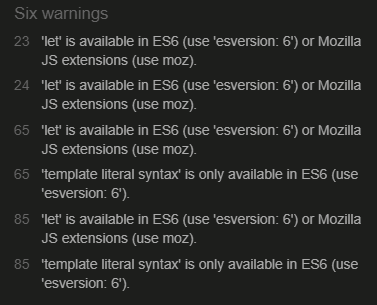 Six warnings
23 'let' is available in ES6 (use 'esversion: 6') or Mozilla
JS extensions (use moz).
24 'let' is available in ES6 (use 'esversion: 6') or Mozilla
JS extensions (use moz).
65 'let' is available in ES6 (use 'esversion: 6') or Mozilla
JS extensions (use moz).
65 'template literal syntax' is only available in ES6 (use
'esversion: 6').
85 'let' is available in ES6 (use 'esversion: 6') or Mozilla
JS extensions (use moz).
85 'template literal syntax' is only available in ES6 (use
'esversion: 6').